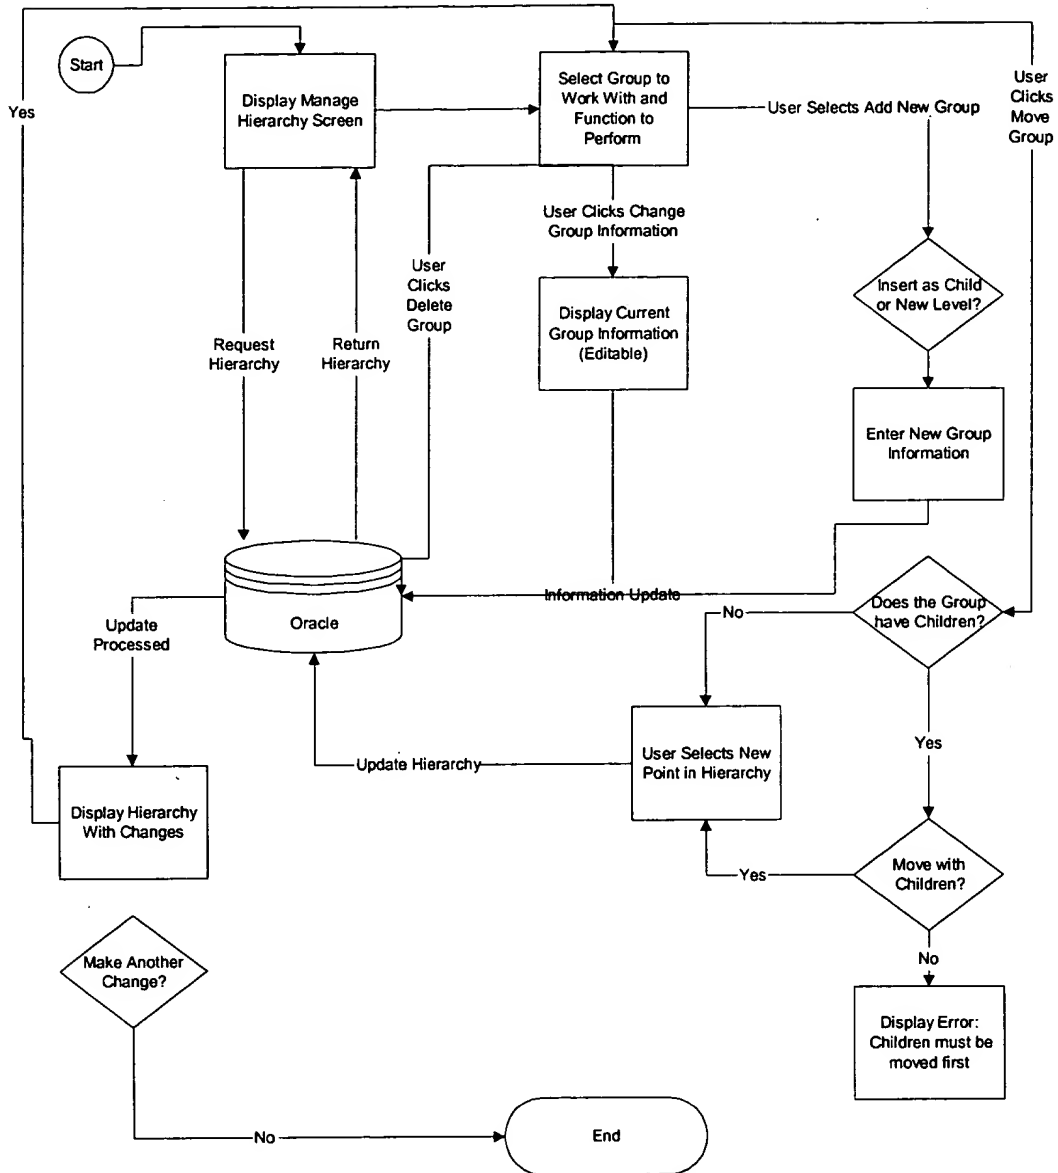 Start
Display Manage
Hierarchy Screen
Select Group to
Work With and
Function to
Perform
User Selects Add New Group
User
Clicks
Move
Group
Yes
User Clicks Change
Group Information
User
Clicks
Delete
Group
Insert as Child
or New Level?
Display Current
Group Information
(Editable)
Request
Hierarchy
Return
Hierarchy
Enter New Group
Information
Information Update
Oracle
Does the Group
have Children?
No
Update
Processed
Yes
User Selects New
Point in Hierarchy
Update Hierarchy
Display Hierarchy
With Changes
Move with
Children?
Yes
No
Make Another
Change?
Display Error:
Children must be
moved first
No
End